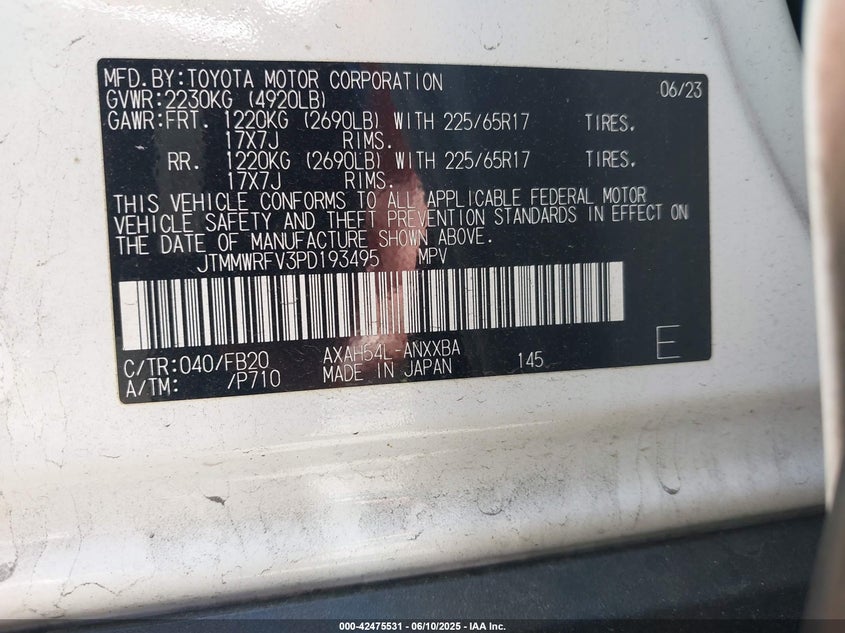 MFD.BY:TOYOTA MOTOR CORPORATION 06/23
GVWR:2230KG (4920LB)
GAWR:FRT. 1220KG (2690LB) WITH 225/65R17 TIRES.
17X7J RIMS.
RR. 1220KG (2690LB) WITH 225/65R17 TIRES.
17X7J RIMS.
THIS VEHICLE CONFORMS TO ALL APPLICABLE FEDERAL MOTOR
VEHICLE SAFETY AND THEFT PREVENTION STANDARDS IN EFFECT ON
THE DATE OF MANUFACTURE SHOWN ABOVE.
JTMMWRFV3PD193495 MPV
C/TR:040/FB20 AXAH54L-ANXXBA 145 E
A/TM: /P710 MADE IN JAPAN
000-42475531 - 06/10/2025 - IAA Inc.